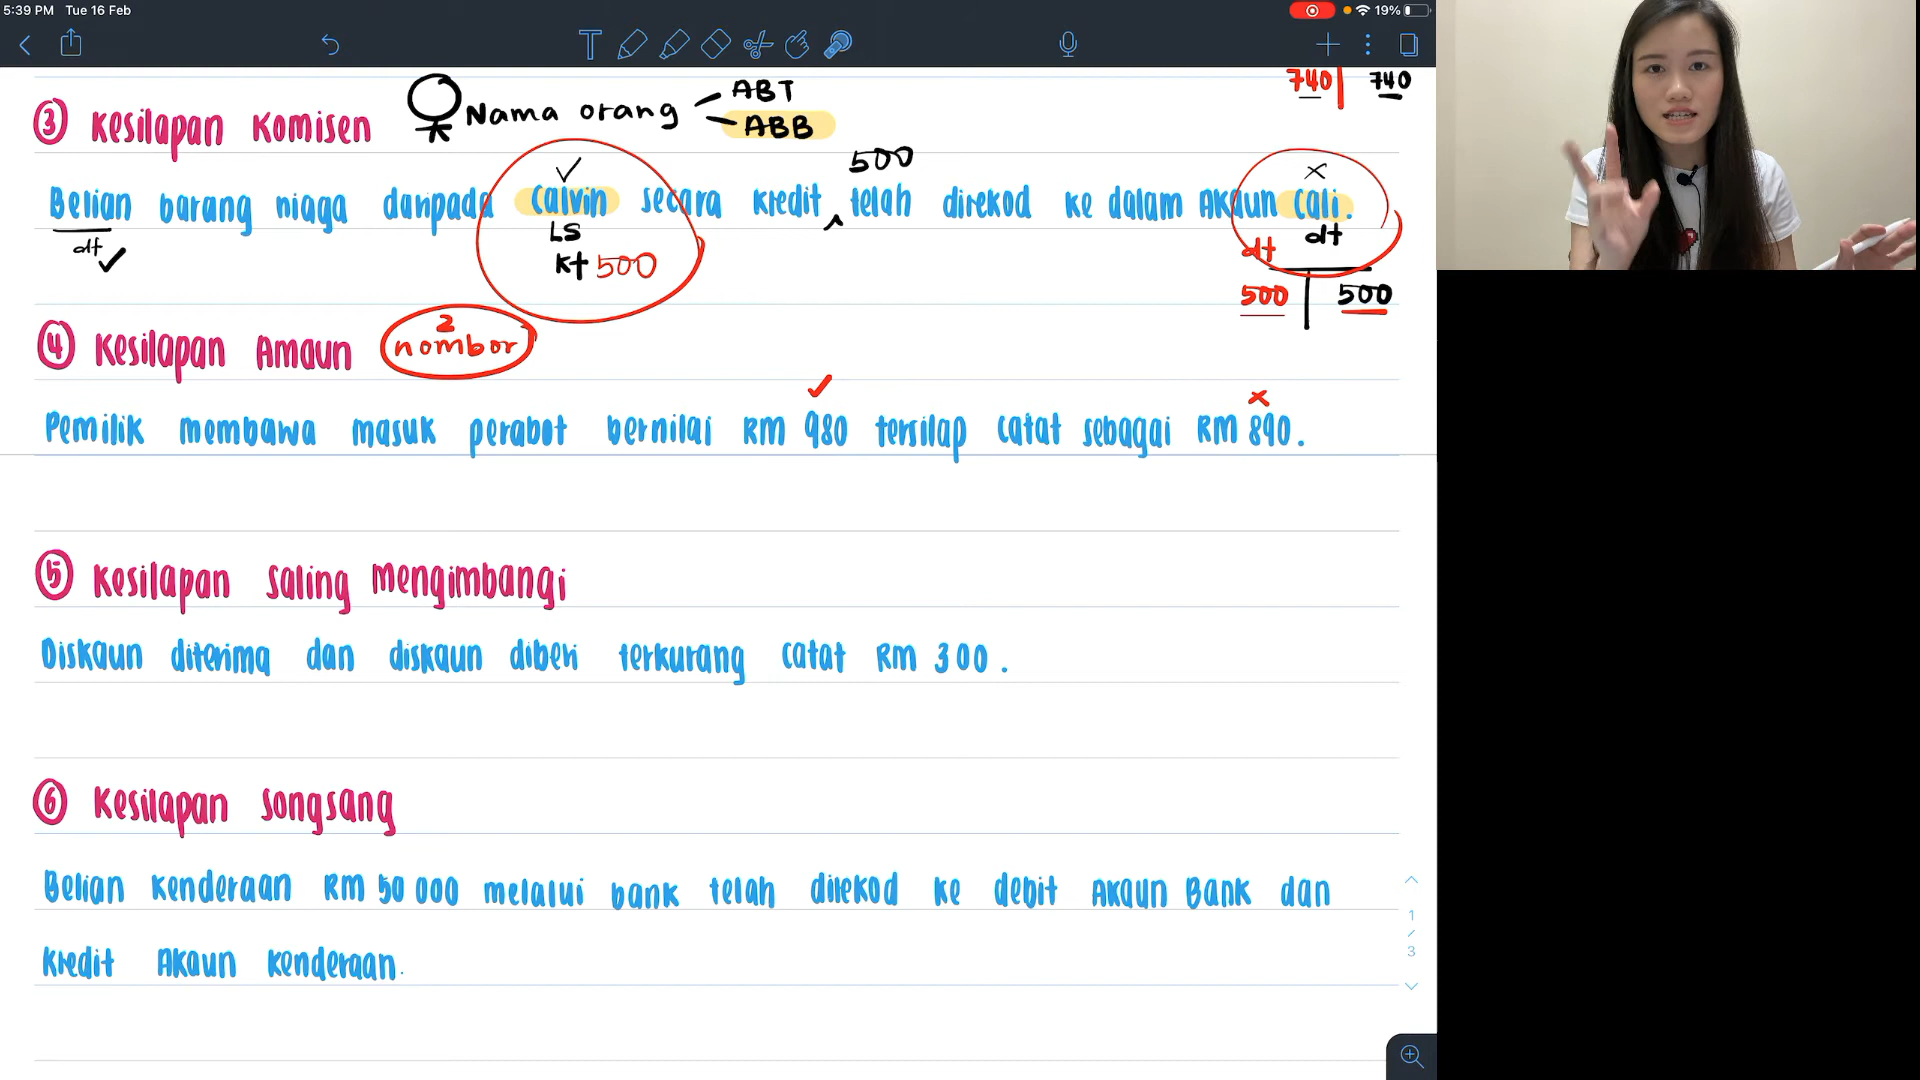 5:39 PM Tue 16 Feb
19%
740 740
③ Kesilapan Komisen Nama orang ABT
ABB
500
Belian barang niaga daripada Calvin secara kredit ^ telah direkod ke dalam Akaun Cali.
dt LS dt
kt 500 dt
500 500
④ Kesilapan Amaun 2 nombor
Pemilik membawa masuk perabot bernilai RM 980 tersilap catat sebagai RM 890.
⑤ Kesilapan Saling Mengimbangi
Diskaun diterima dan diskaun diberi terkurang catat RM 300.
⑥ Kesilapan Songsang
Belian kenderaan RM 50 000 melalui bank telah direkod ke debit Akaun Bank dan
kredit Akaun kenderaan.
1
/
3